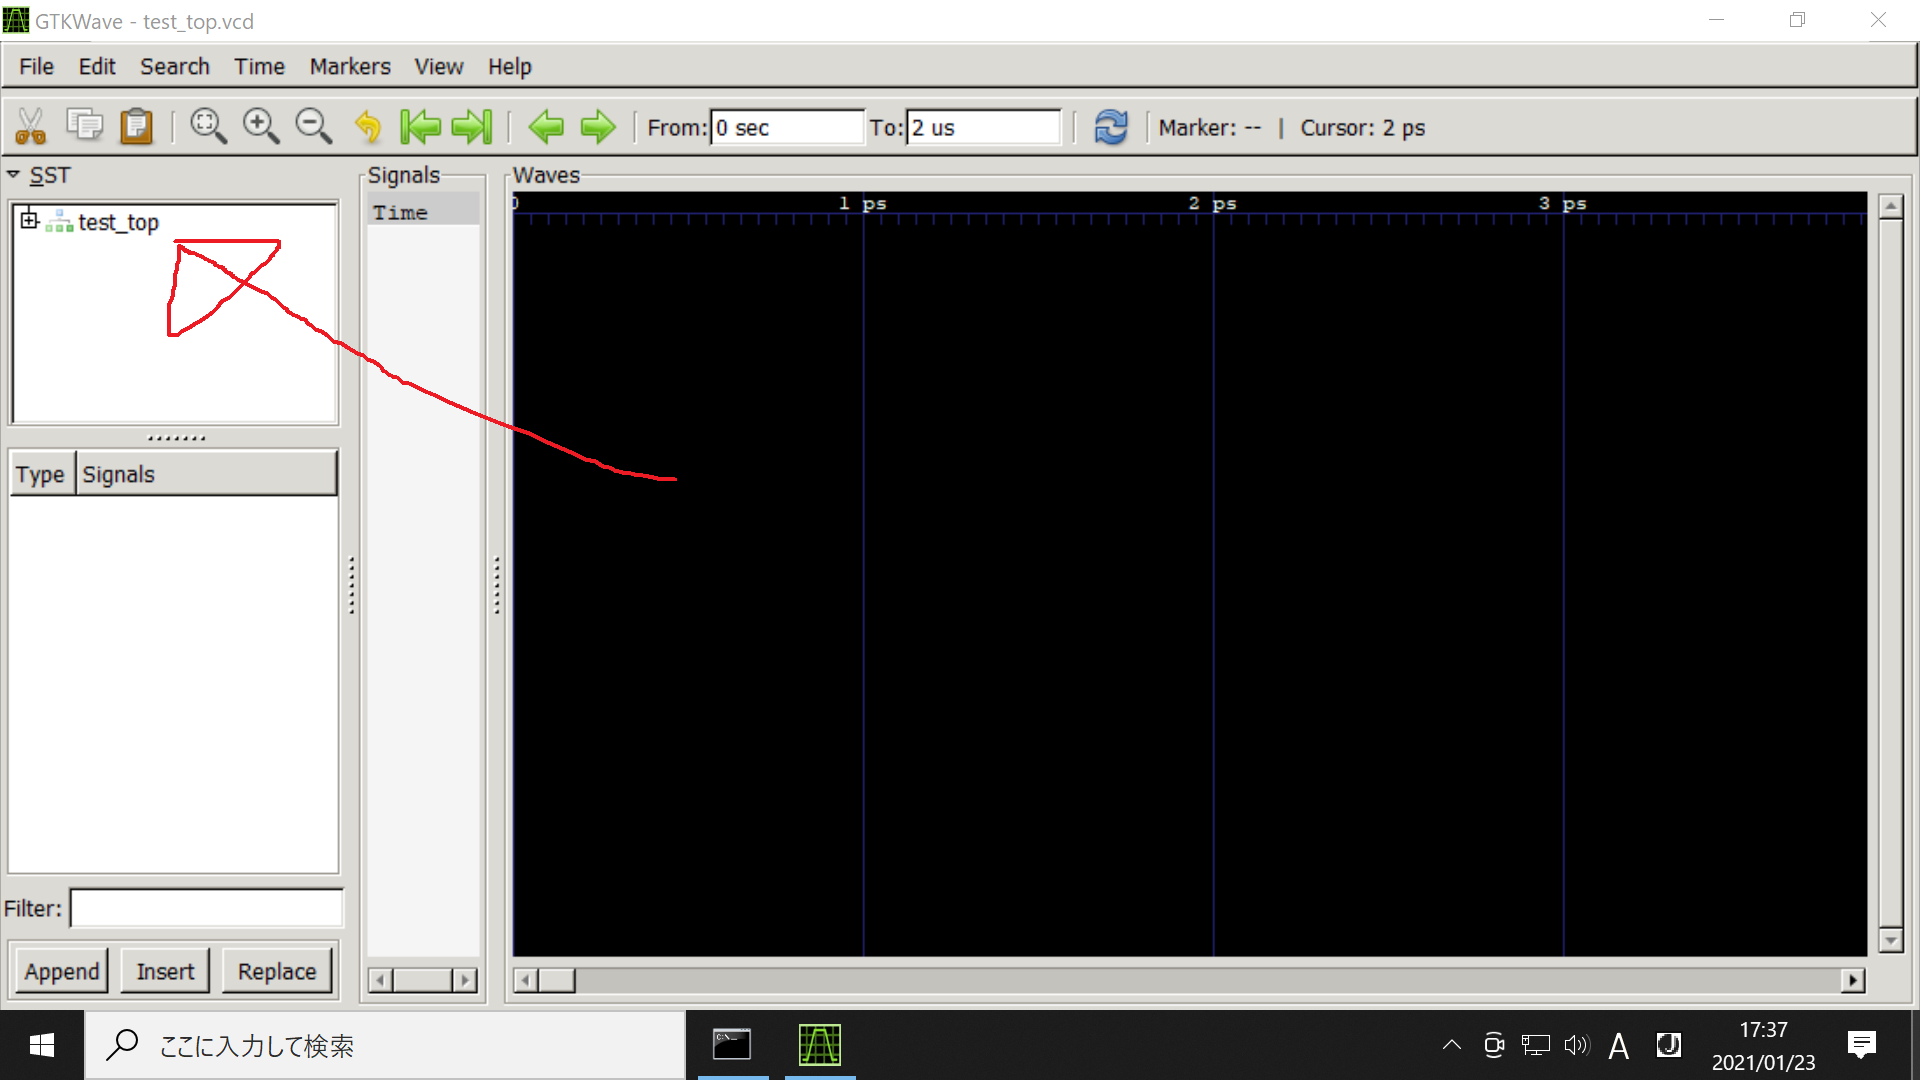 GTKWave - test_top.vcd
File Edit Search Time Markers View Help
From: 0 sec To: 2 us Marker: -- | Cursor: 2 ps
SST
test_top
Type Signals
Filter:
Append Insert Replace
Signals
Time
Waves
0 1 ps 2 ps 3 ps
ここに入力して検索
C:\_
A
J
17:37
2021/01/23